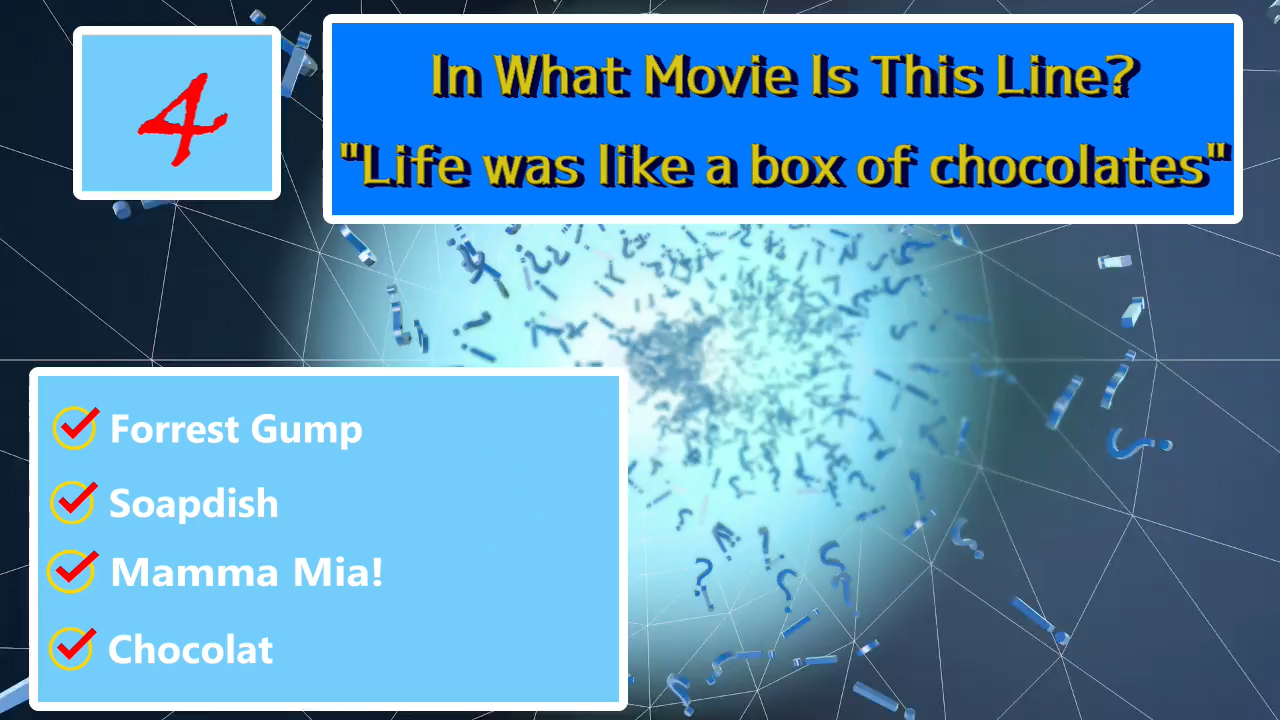 4
In What Movie Is This Line?
"Life was like a box of chocolates"
Forrest Gump
Soapdish
Mamma Mia!
Chocolat